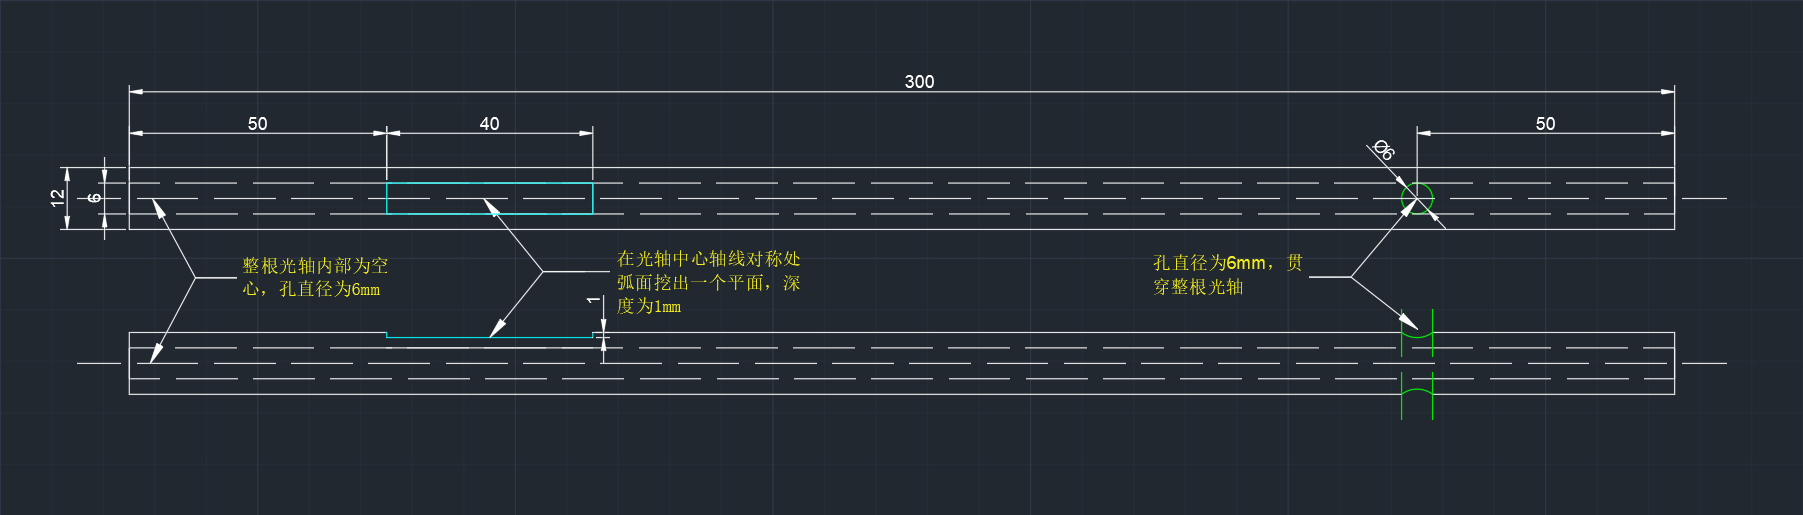 300
50
40
50
Ø6
12
6
整根光轴内部为空
心，孔直径为6mm
在光轴中心轴线对称处
弧面挖出一个平面，深
度为1mm
1
孔直径为6mm，贯
穿整根光轴